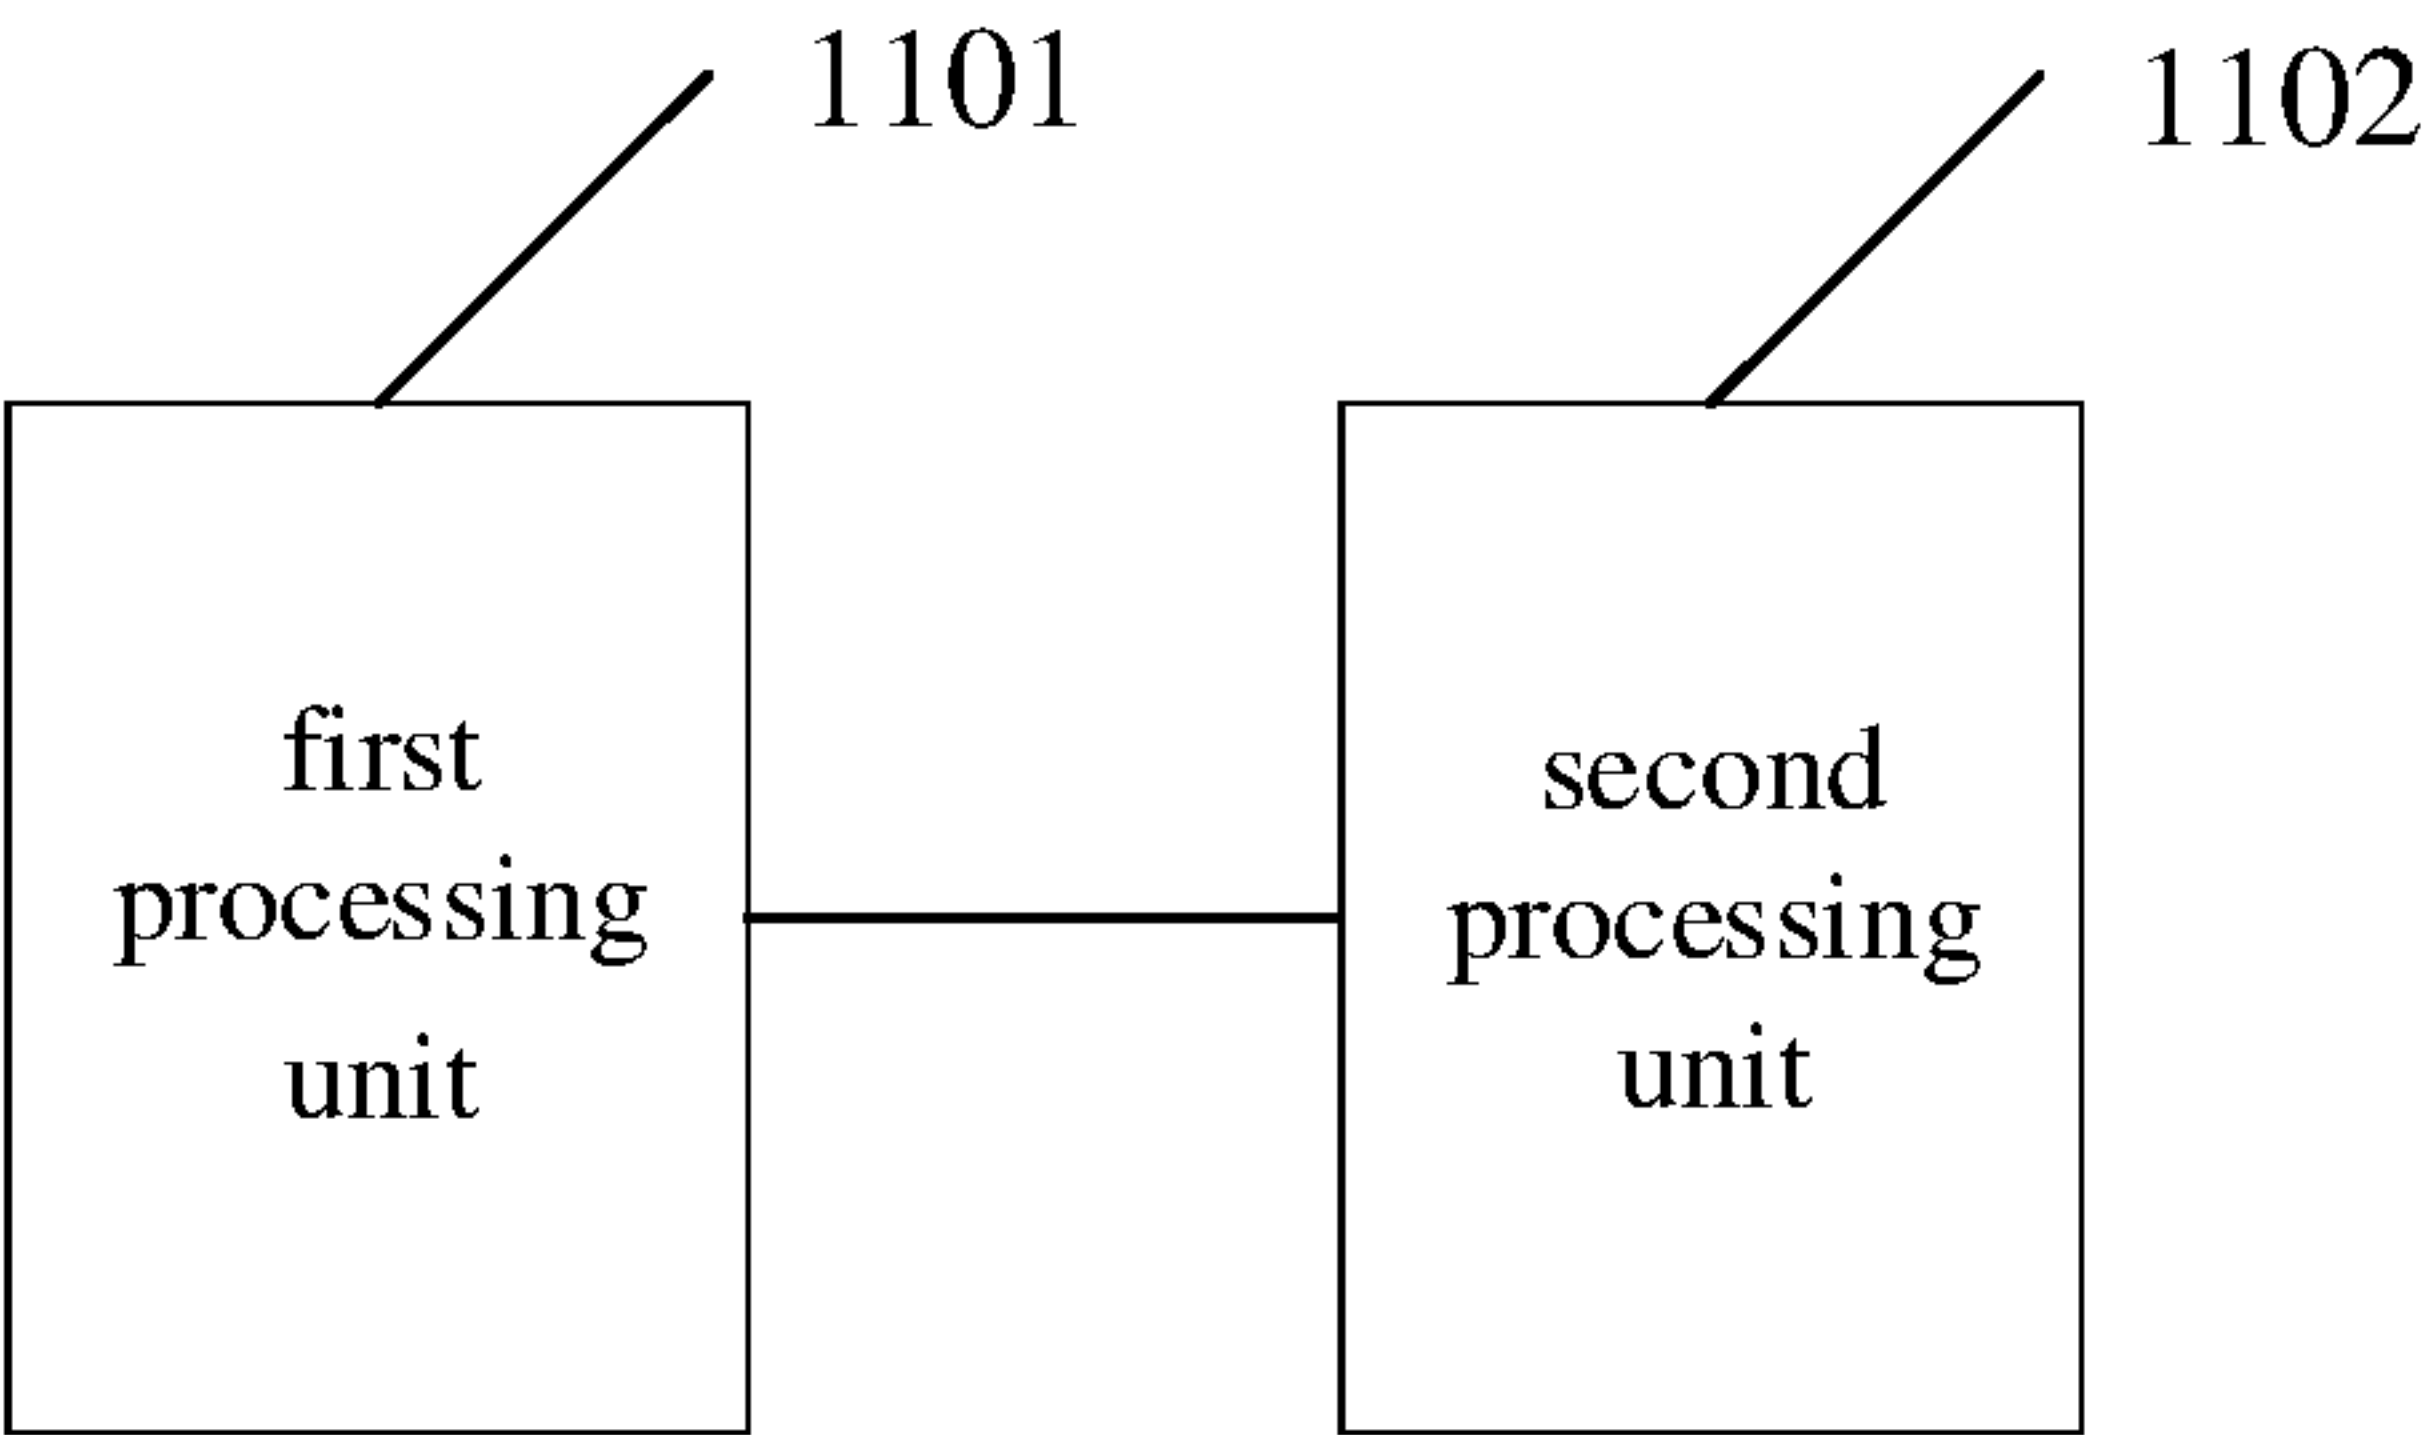 1101
1102
first
processing
unit
second
processing
unit